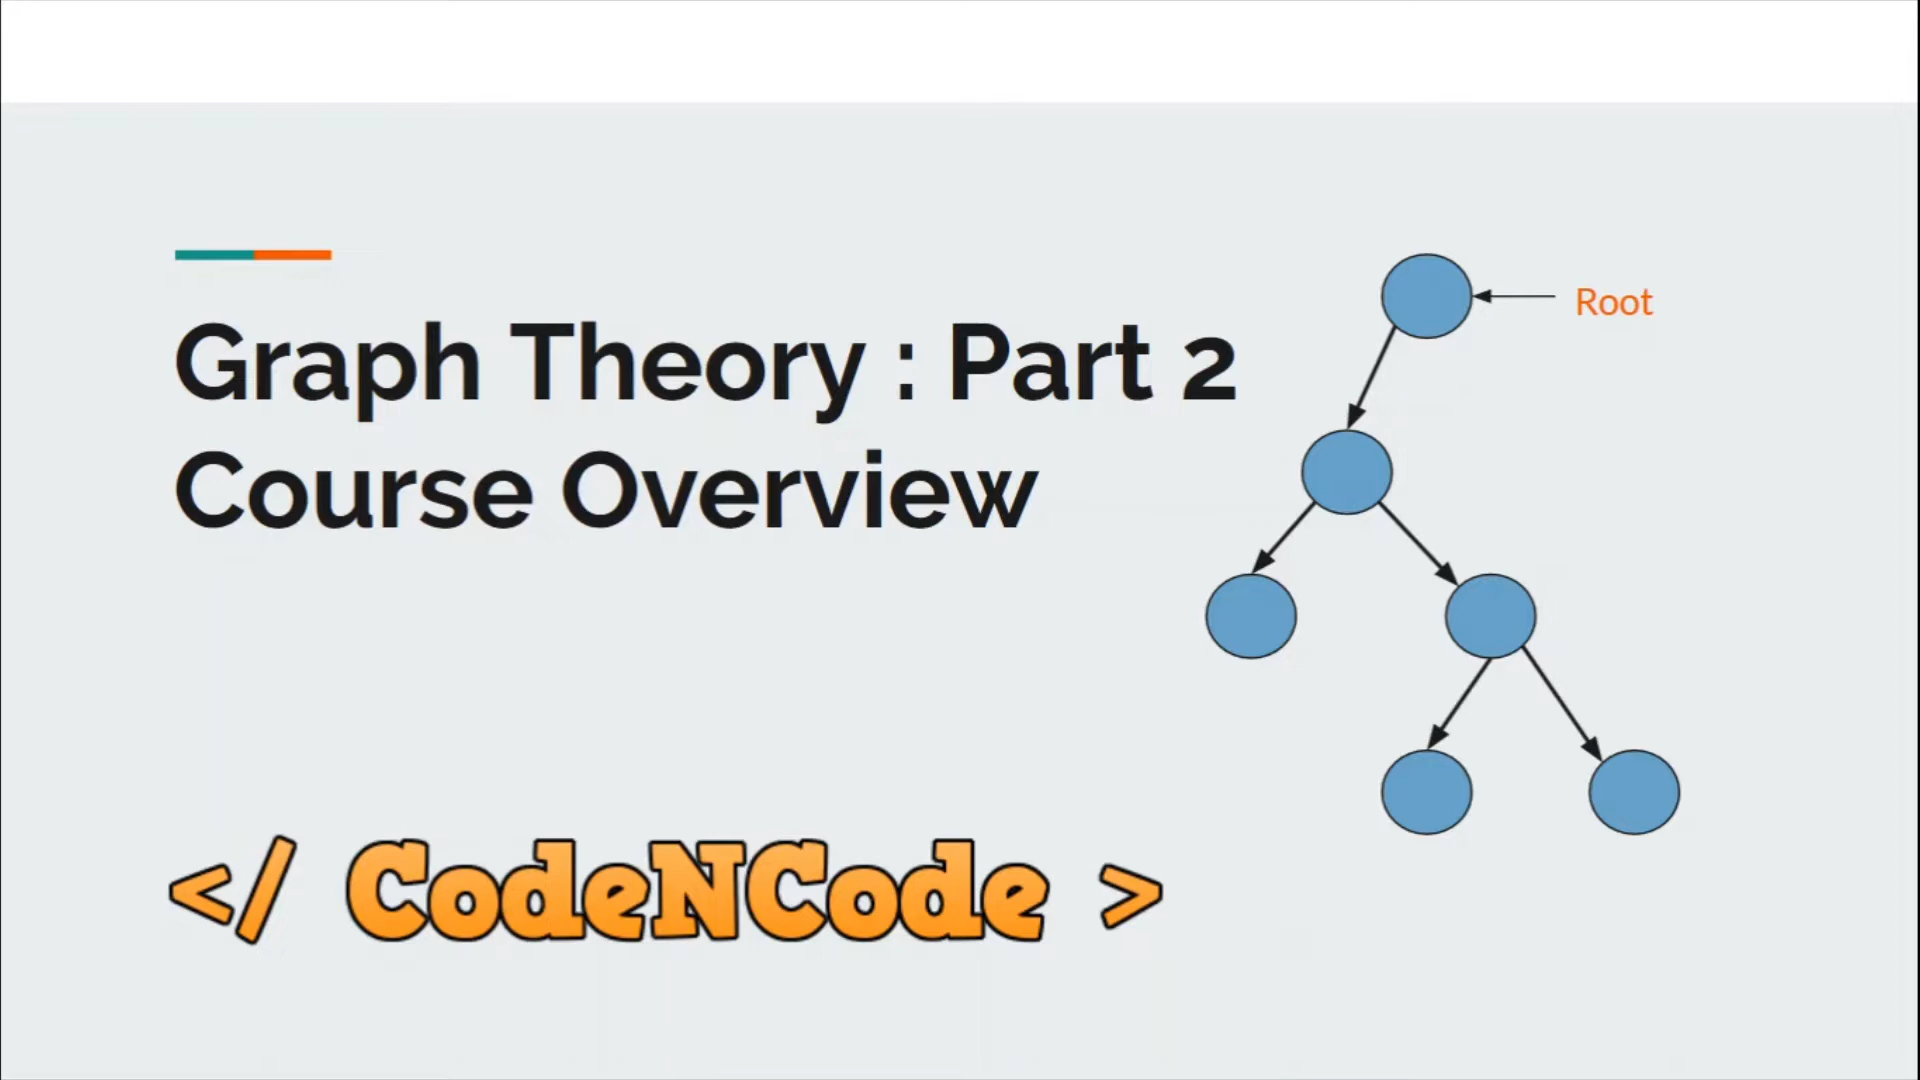 Graph Theory : Part 2
Course Overview
Root
</ CodeNCode >